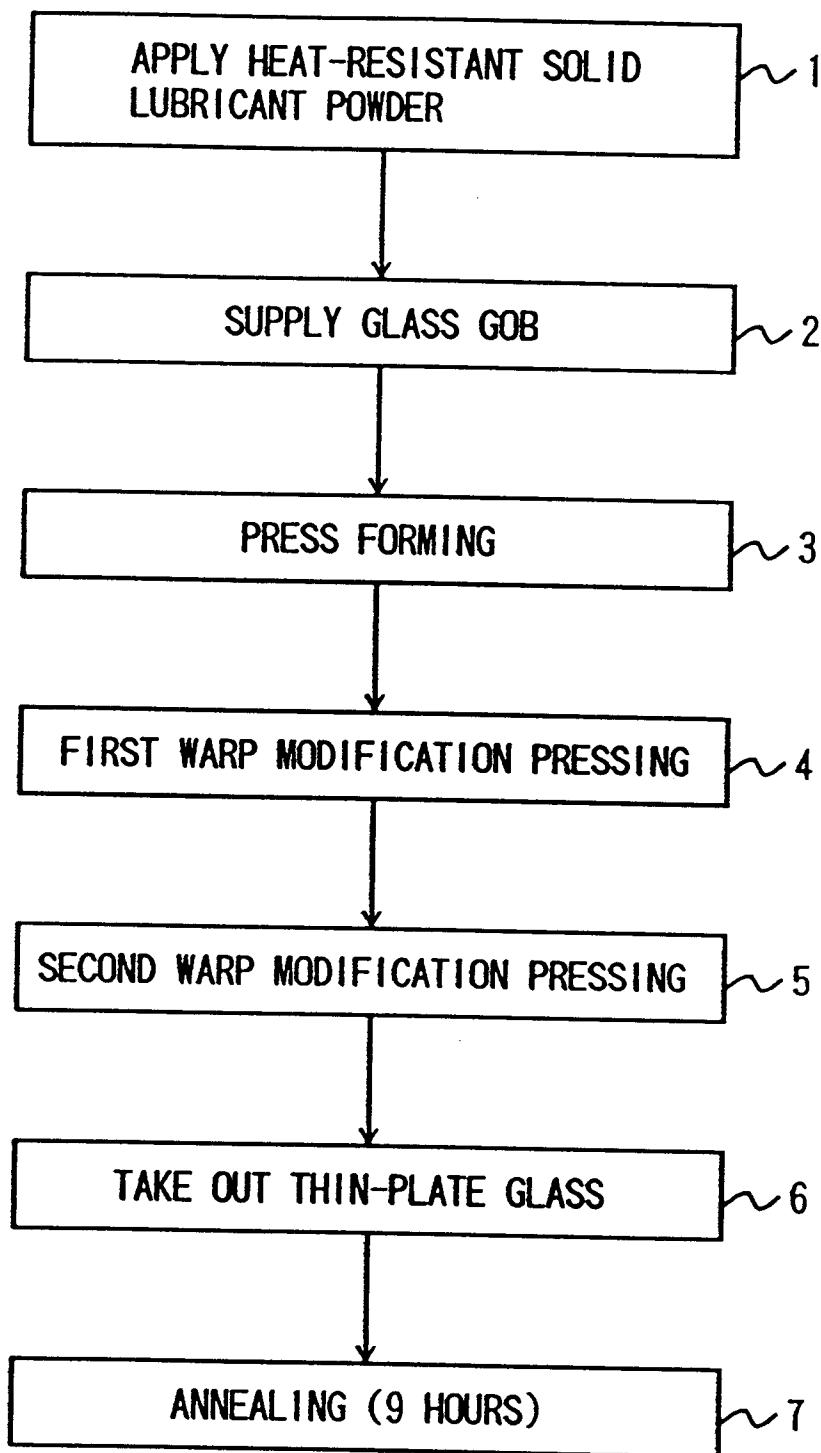 APPLY HEAT-RESISTANT SOLID
LUBRICANT POWDER
1
SUPPLY GLASS GOB
2
PRESS FORMING
3
FIRST WARP MODIFICATION PRESSING
4
SECOND WARP MODIFICATION PRESSING
5
TAKE OUT THIN-PLATE GLASS
6
ANNEALING (9 HOURS)
7